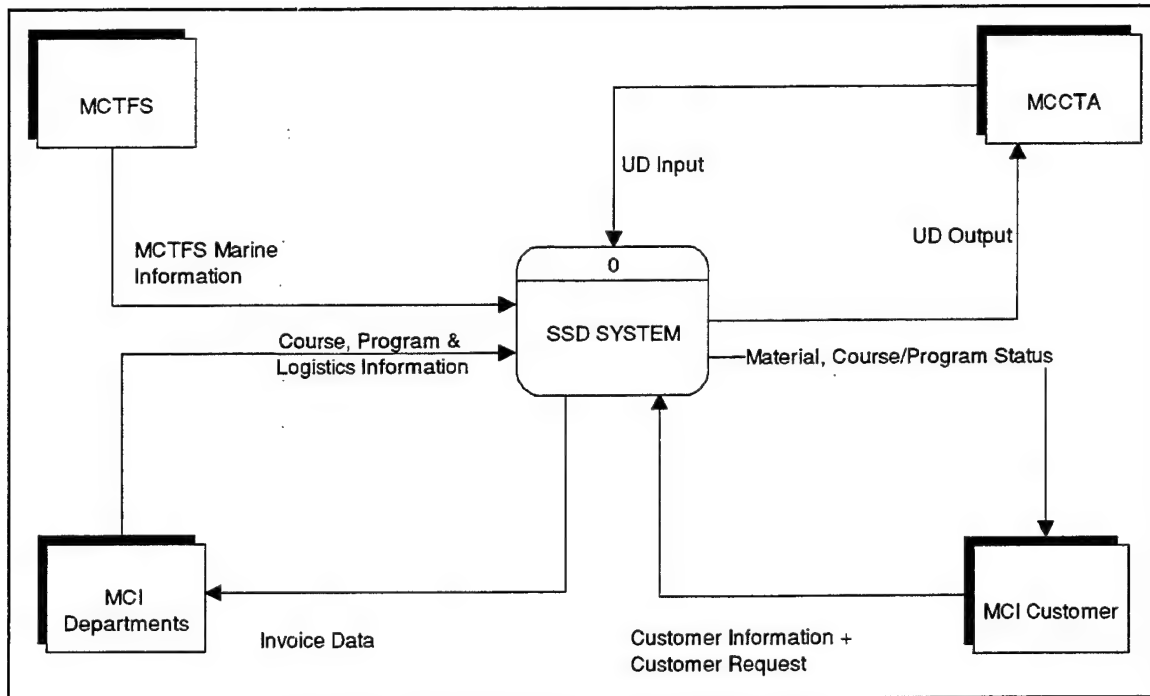 MCTFS
MCCTA
UD Input
UD Output
MCTFS Marine
Information
0
SSD SYSTEM
Course, Program &
Logistics Information
Material, Course/Program Status
MCI
Departments
MCI Customer
Invoice Data
Customer Information +
Customer Request